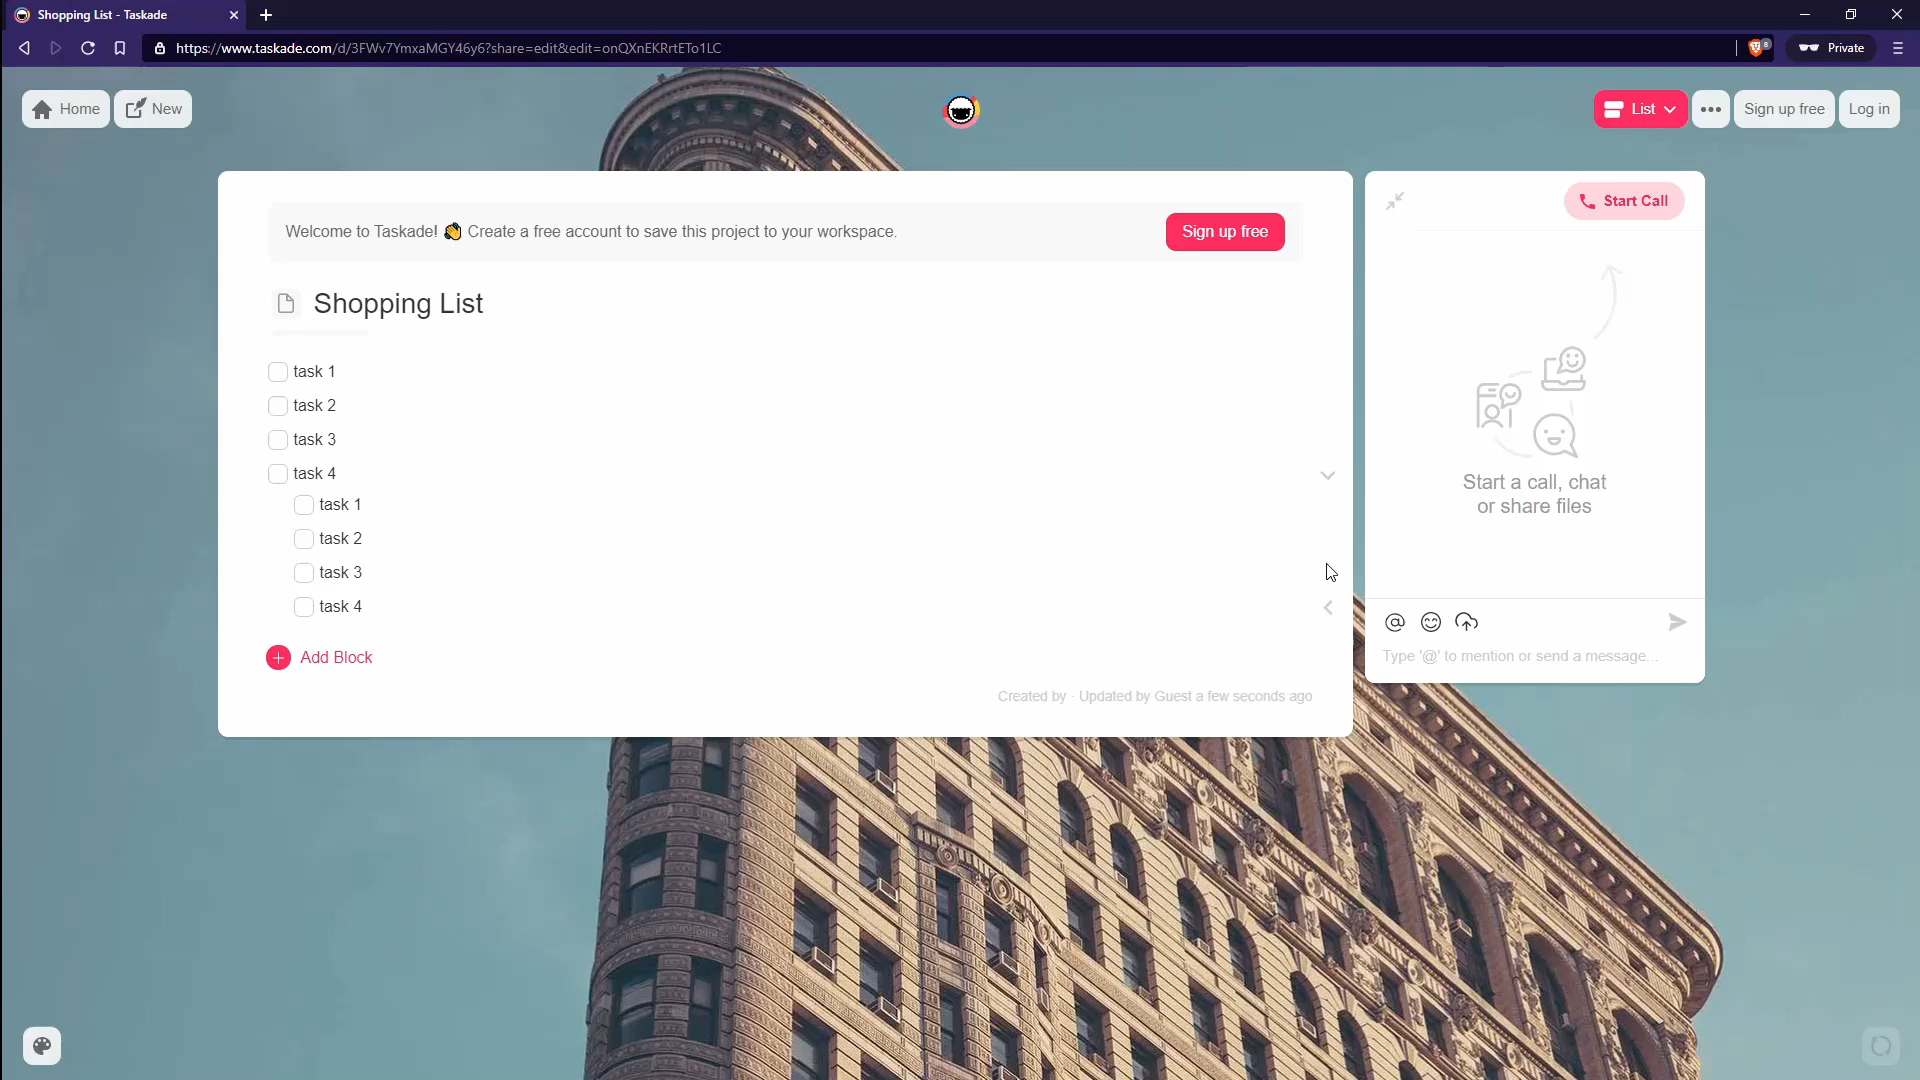 Shopping List - Taskade
https://www.taskade.com/d/3FWv7YmxaMGY46y6?share=edit&edit=onQXnEKRrtETo1LC
8
Private
Home
New
List
Sign up free
Log in
Welcome to Taskade! 👋 Create a free account to save this project to your workspace.
Sign up free
Start Call
Shopping List
task 1
task 2
task 3
task 4
task 1
task 2
task 3
task 4
Add Block
Created by · Updated by Guest a few seconds ago
Start a call, chat
or share files
Type '@' to mention or send a message...